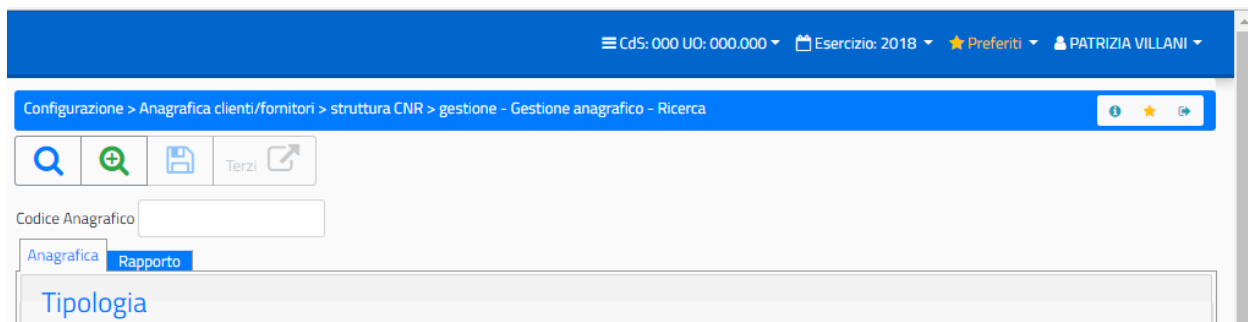 CdS: 000 UO: 000.000 Esercizio: 2018 Preferiti PATRIZIA VILLANI
Configurazione > Anagrafica clienti/fornitori > struttura CNR > gestione - Gestione anagrafico - Ricerca
Terzi
Codice Anagrafico
Anagrafica Rapporto
Tipologia